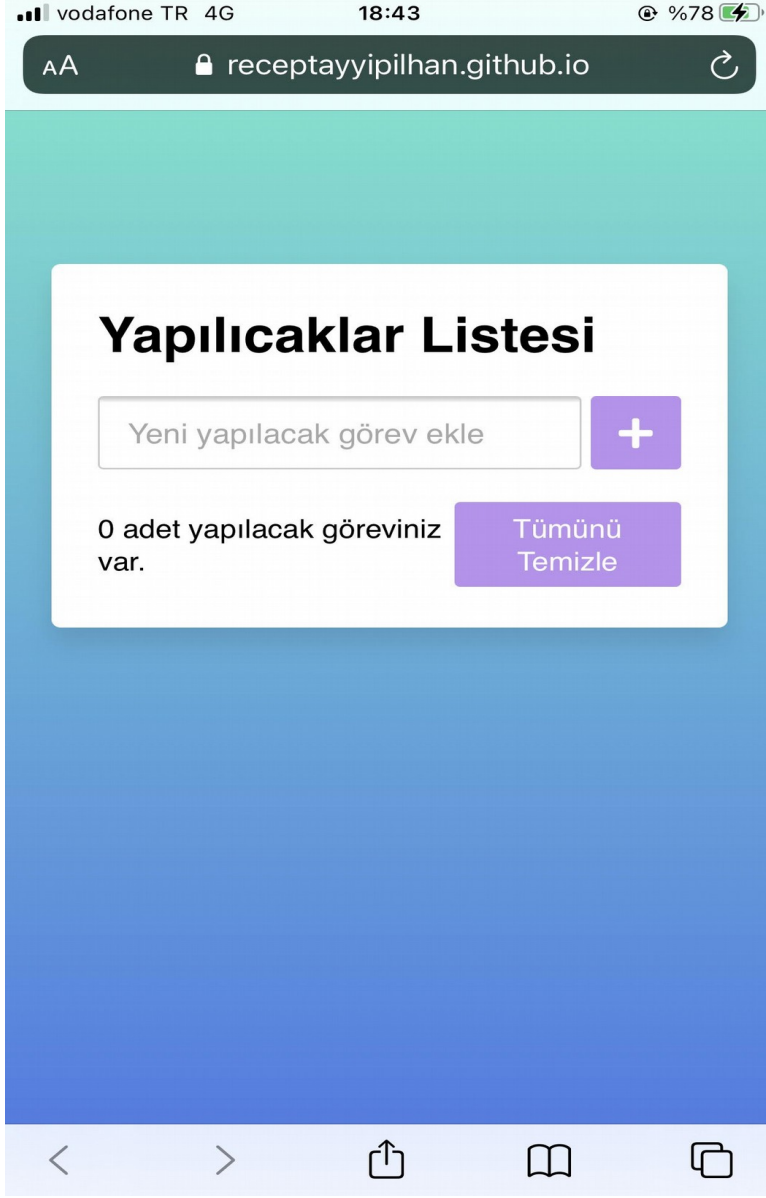 vodafone TR 4G 18:43 %78
AA receptayyipilhan.github.io
Yapılıcaklar Listesi
Yeni yapılacak görev ekle +
0 adet yapılacak göreviniz
var.
Tümünü
Temizle